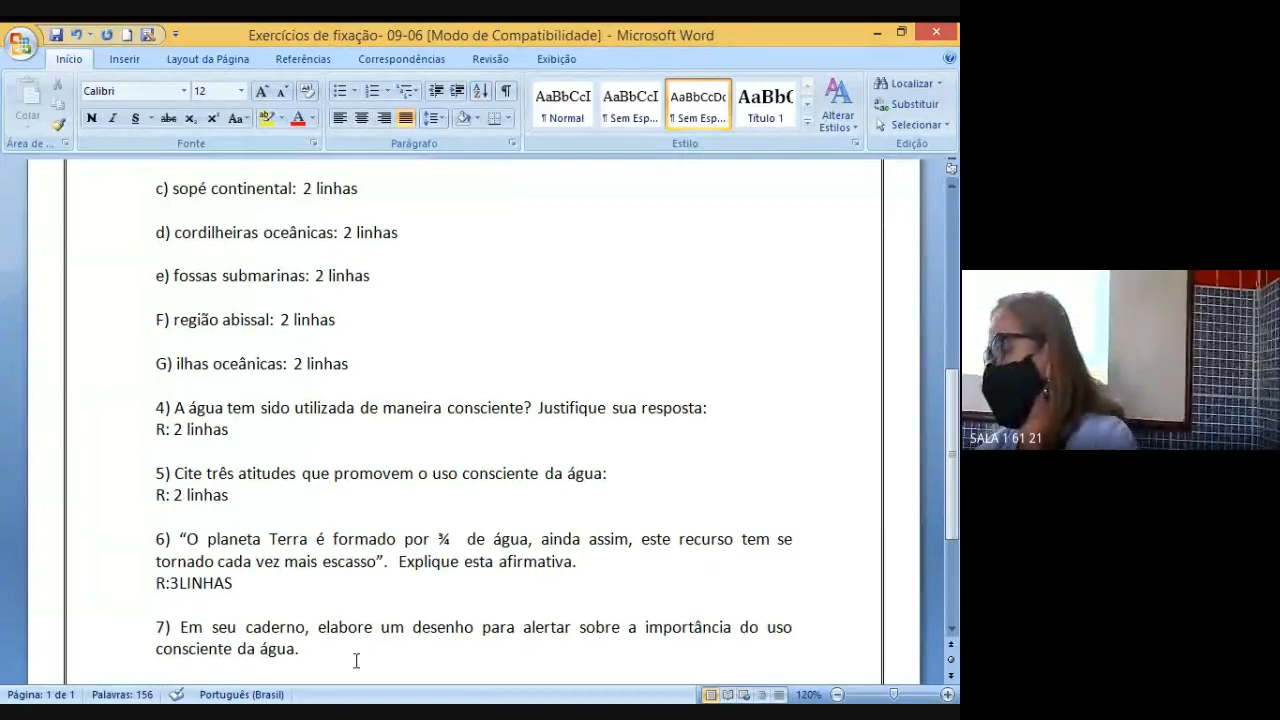 Exercícios de fixação- 09-06 [Modo de Compatibilidade] - Microsoft Word
Início Inserir Layout da Página Referências Correspondências Revisão Exibição
Colar
Calibri 12
N I S abc x₂ x² Aa
AaBbCcI AaBbCcI AaBbCcDc AaBbC
¶ Normal ¶ Sem Esp... ¶ Sem Esp... Título 1
Alterar Estilos
Localizar
Substituir
Selecionar
Área de... Fonte Parágrafo Estilo Edição
c) sopé continental: 2 linhas
d) cordilheiras oceânicas: 2 linhas
e) fossas submarinas: 2 linhas
F) região abissal: 2 linhas
G) ilhas oceânicas: 2 linhas
4) A água tem sido utilizada de maneira consciente? Justifique sua resposta:
R: 2 linhas
5) Cite três atitudes que promovem o uso consciente da água:
R: 2 linhas
6) “O planeta Terra é formado por ¾ de água, ainda assim, este recurso tem se
tornado cada vez mais escasso”. Explique esta afirmativa.
R:3LINHAS
7) Em seu caderno, elabore um desenho para alertar sobre a importância do uso
consciente da água.
SALA 1 61 21
Página: 1 de 1 Palavras: 156 Português (Brasil) 120%